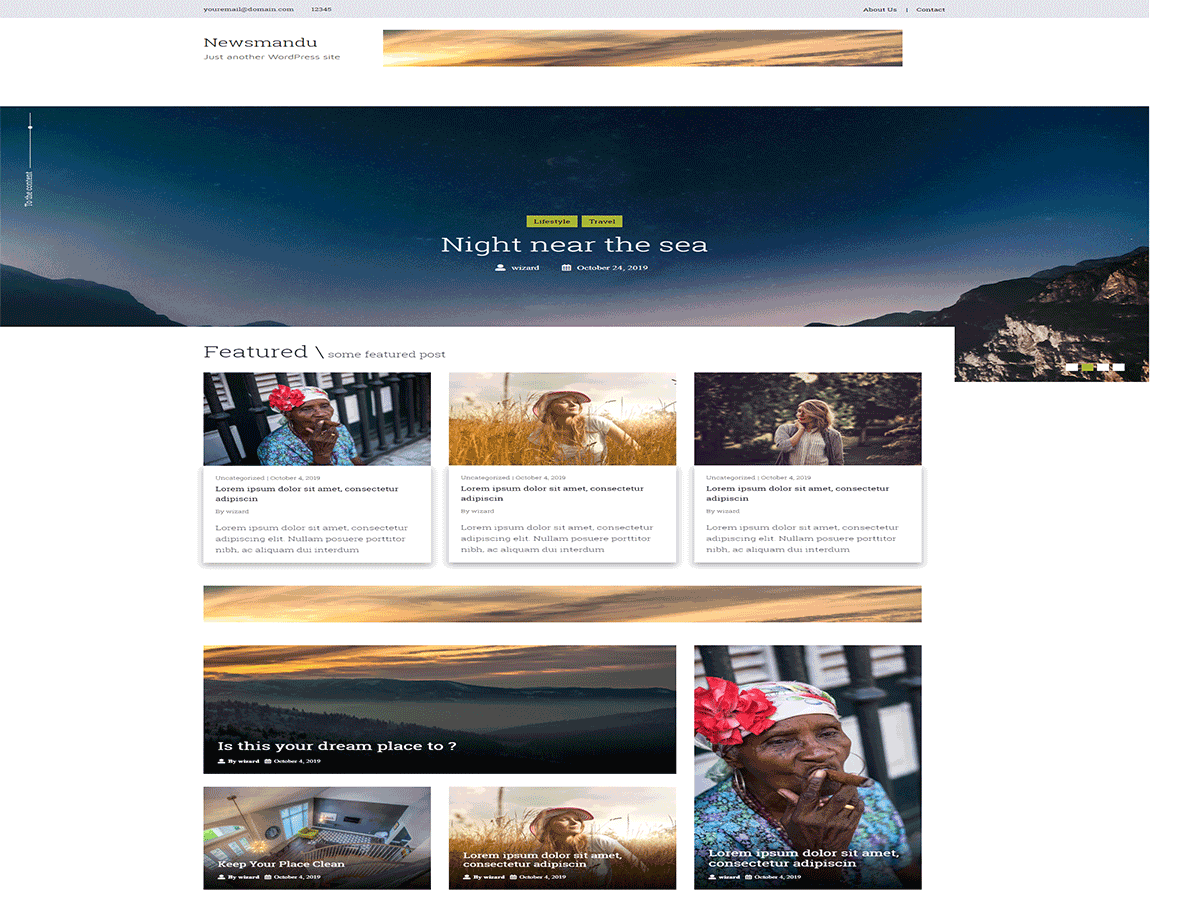 youremail@domain.com 12345 About Us | Contact
Newsmandu
Just another WordPress site
To the content
Lifestyle Travel
Night near the sea
wizard October 24, 2019
Featured \ some featured post
Uncategorized | October 4, 2019
Lorem ipsum dolor sit amet, consectetur
adipiscin
By wizard
Lorem ipsum dolor sit amet, consectetur
adipiscing elit. Nullam posuere porttitor
nibh, ac aliquam dui interdum
Uncategorized | October 4, 2019
Lorem ipsum dolor sit amet, consectetur
adipiscin
By wizard
Lorem ipsum dolor sit amet, consectetur
adipiscing elit. Nullam posuere porttitor
nibh, ac aliquam dui interdum
Uncategorized | October 4, 2019
Lorem ipsum dolor sit amet, consectetur
adipiscin
By wizard
Lorem ipsum dolor sit amet, consectetur
adipiscing elit. Nullam posuere porttitor
nibh, ac aliquam dui interdum
Is this your dream place to ?
By wizard October 4, 2019
Keep Your Place Clean
By wizard October 4, 2019
Lorem ipsum dolor sit amet,
consectetur adipiscin
By wizard October 4, 2019
Lorem ipsum dolor sit amet,
consectetur adipiscin
wizard October 4, 2019